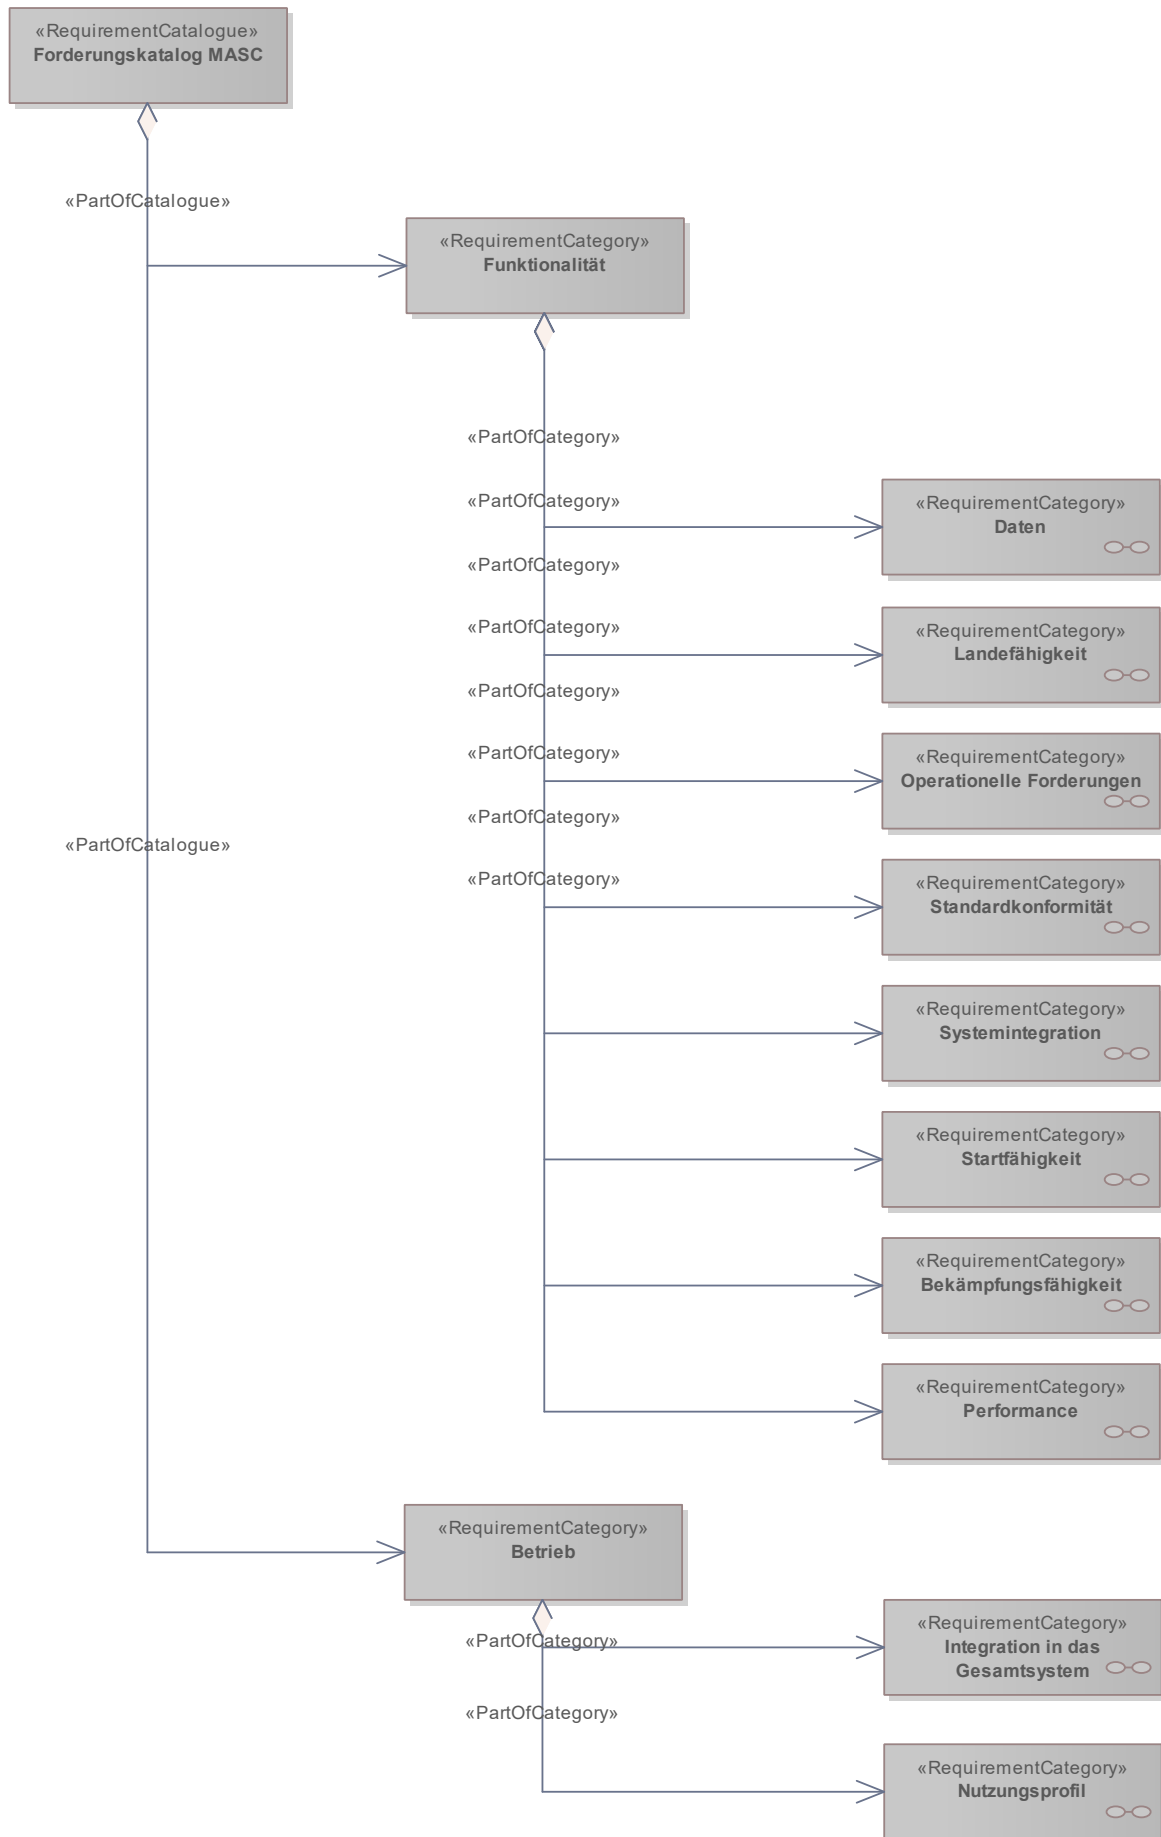 «RequirementCatalogue»
Forderungskatalog MASC
«PartOfCatalogue»
«RequirementCategory»
Funktionalität
«PartOfCategory»
«PartOfCategory»
«RequirementCategory»
Daten
«PartOfCategory»
«PartOfCategory»
«RequirementCategory»
Landefähigkeit
«PartOfCategory»
«PartOfCategory»
«RequirementCategory»
Operationelle Forderungen
«PartOfCategory»
«PartOfCatalogue»
«PartOfCategory»
«RequirementCategory»
Standardkonformität
«RequirementCategory»
Systemintegration
«RequirementCategory»
Startfähigkeit
«RequirementCategory»
Bekämpfungsfähigkeit
«RequirementCategory»
Performance
«RequirementCategory»
Betrieb
«PartOfCategory»
«RequirementCategory»
Integration in das
Gesamtsystem
«PartOfCategory»
«RequirementCategory»
Nutzungsprofil